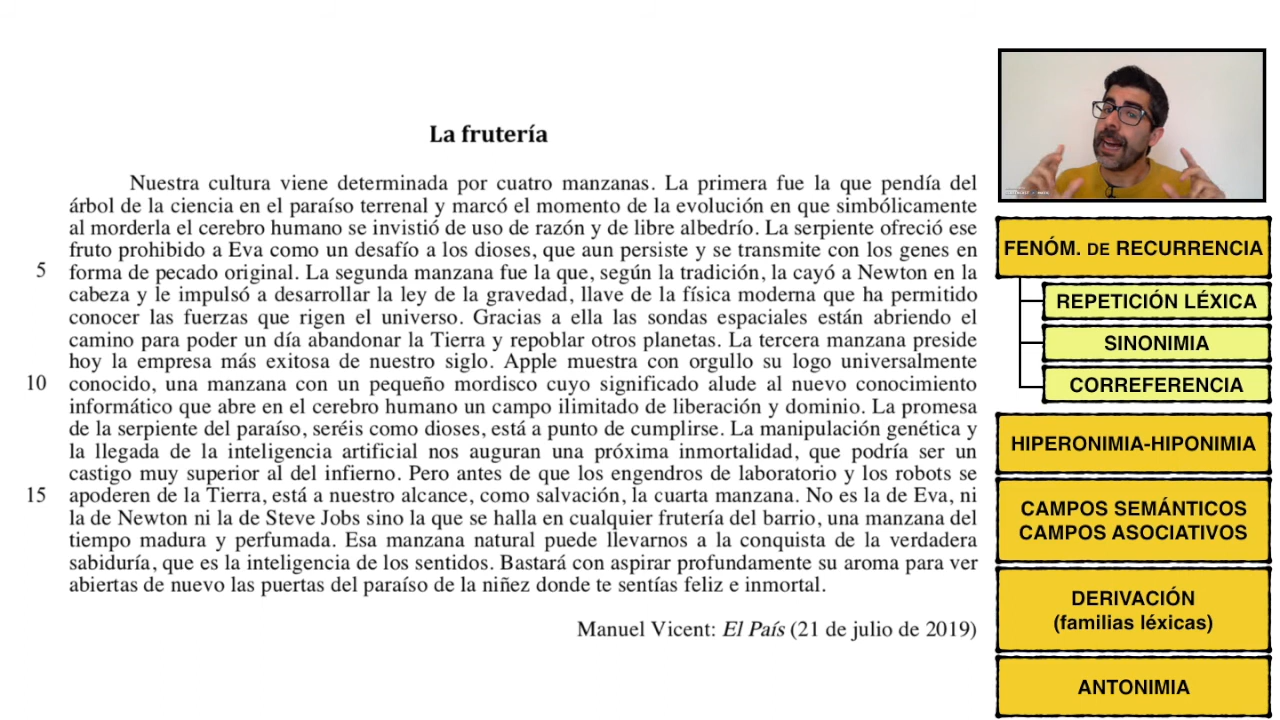 La frutería
Nuestra cultura viene determinada por cuatro manzanas. La primera fue la que pendía del
árbol de la ciencia en el paraíso terrenal y marcó el momento de la evolución en que simbólicamente
al morderla el cerebro humano se invistió de uso de razón y de libre albedrío. La serpiente ofreció ese
fruto prohibido a Eva como un desafío a los dioses, que aun persiste y se transmite con los genes en
5 forma de pecado original. La segunda manzana fue la que, según la tradición, la cayó a Newton en la
cabeza y le impulsó a desarrollar la ley de la gravedad, llave de la física moderna que ha permitido
conocer las fuerzas que rigen el universo. Gracias a ella las sondas espaciales están abriendo el
camino para poder un día abandonar la Tierra y repoblar otros planetas. La tercera manzana preside
hoy la empresa más exitosa de nuestro siglo. Apple muestra con orgullo su logo universalmente
10 conocido, una manzana con un pequeño mordisco cuyo significado alude al nuevo conocimiento
informático que abre en el cerebro humano un campo ilimitado de liberación y dominio. La promesa
de la serpiente del paraíso, seréis como dioses, está a punto de cumplirse. La manipulación genética y
la llegada de la inteligencia artificial nos auguran una próxima inmortalidad, que podría ser un
castigo muy superior al del infierno. Pero antes de que los engendros de laboratorio y los robots se
15 apoderen de la Tierra, está a nuestro alcance, como salvación, la cuarta manzana. No es la de Eva, ni
la de Newton ni la de Steve Jobs sino la que se halla en cualquier frutería del barrio, una manzana del
tiempo madura y perfumada. Esa manzana natural puede llevarnos a la conquista de la verdadera
sabiduría, que es la inteligencia de los sentidos. Bastará con aspirar profundamente su aroma para ver
abiertas de nuevo las puertas del paraíso de la niñez donde te sentías feliz e inmortal.
Manuel Vicent: El País (21 de julio de 2019)
FENÓM. DE RECURRENCIA
REPETICIÓN LÉXICA
SINONIMIA
CORREFERENCIA
HIPERONIMIA-HIPONIMIA
CAMPOS SEMÁNTICOS
CAMPOS ASOCIATIVOS
DERIVACIÓN
(familias léxicas)
ANTONIMIA